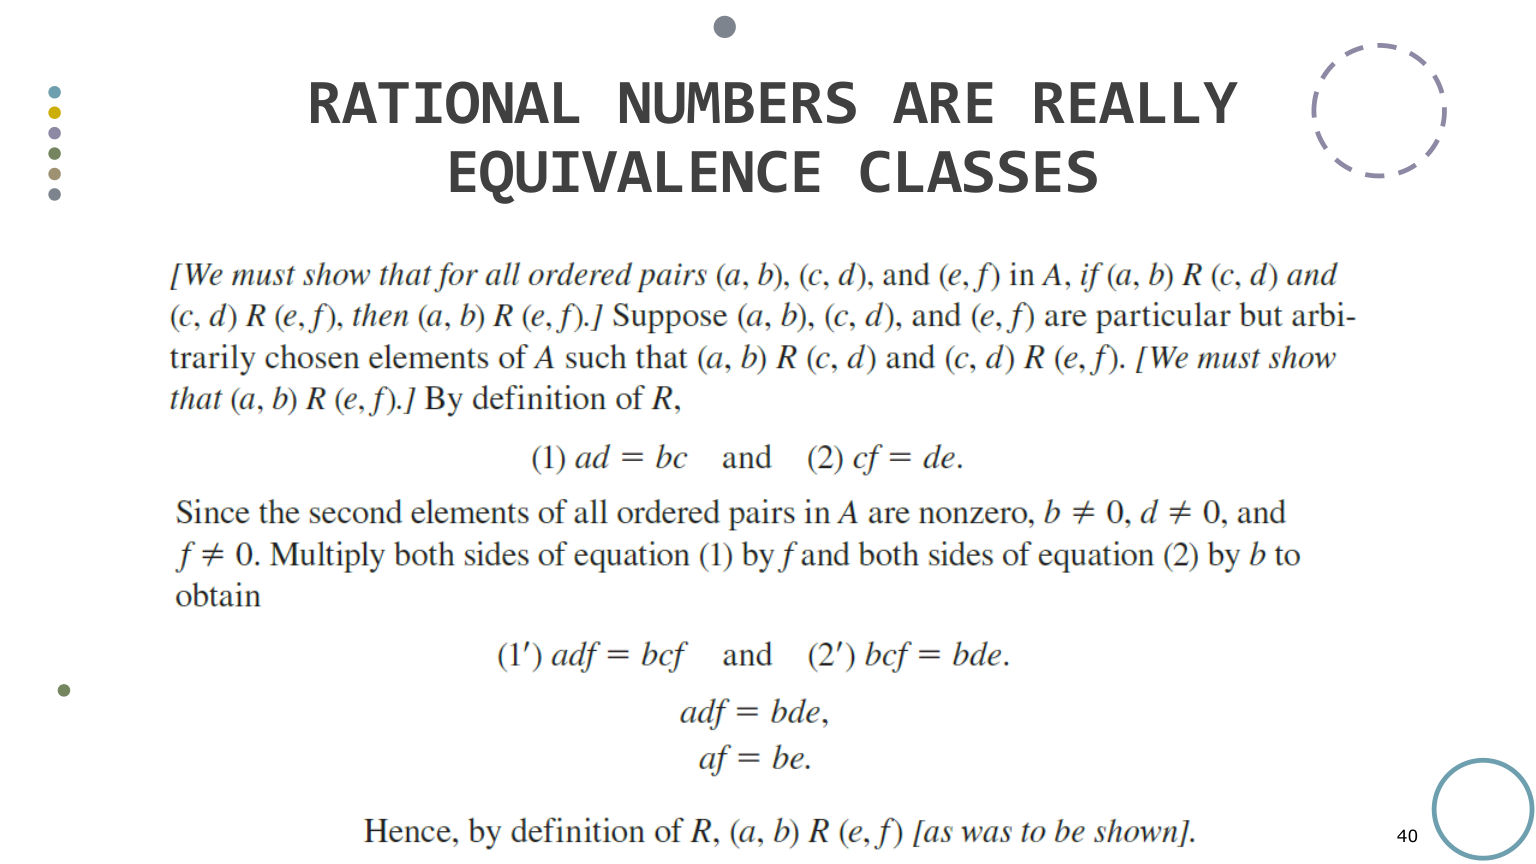 RATIONAL NUMBERS ARE REALLY
EQUIVALENCE CLASSES
[We must show that for all ordered pairs (a, b), (c, d), and (e, f) in A, if (a, b) R (c, d) and
(c, d) R (e, f), then (a, b) R (e, f).] Suppose (a, b), (c, d), and (e, f) are particular but arbi-
trarily chosen elements of A such that (a, b) R (c, d) and (c, d) R (e, f). [We must show
that (a, b) R (e, f).] By definition of R,
(1) ad = bc and (2) cf = de.
Since the second elements of all ordered pairs in A are nonzero, b ≠ 0, d ≠ 0, and
f ≠ 0. Multiply both sides of equation (1) by f and both sides of equation (2) by b to
obtain
(1′) adf = bcf and (2′) bcf = bde.
adf = bde,
af = be.
Hence, by definition of R, (a, b) R (e, f) [as was to be shown].
40